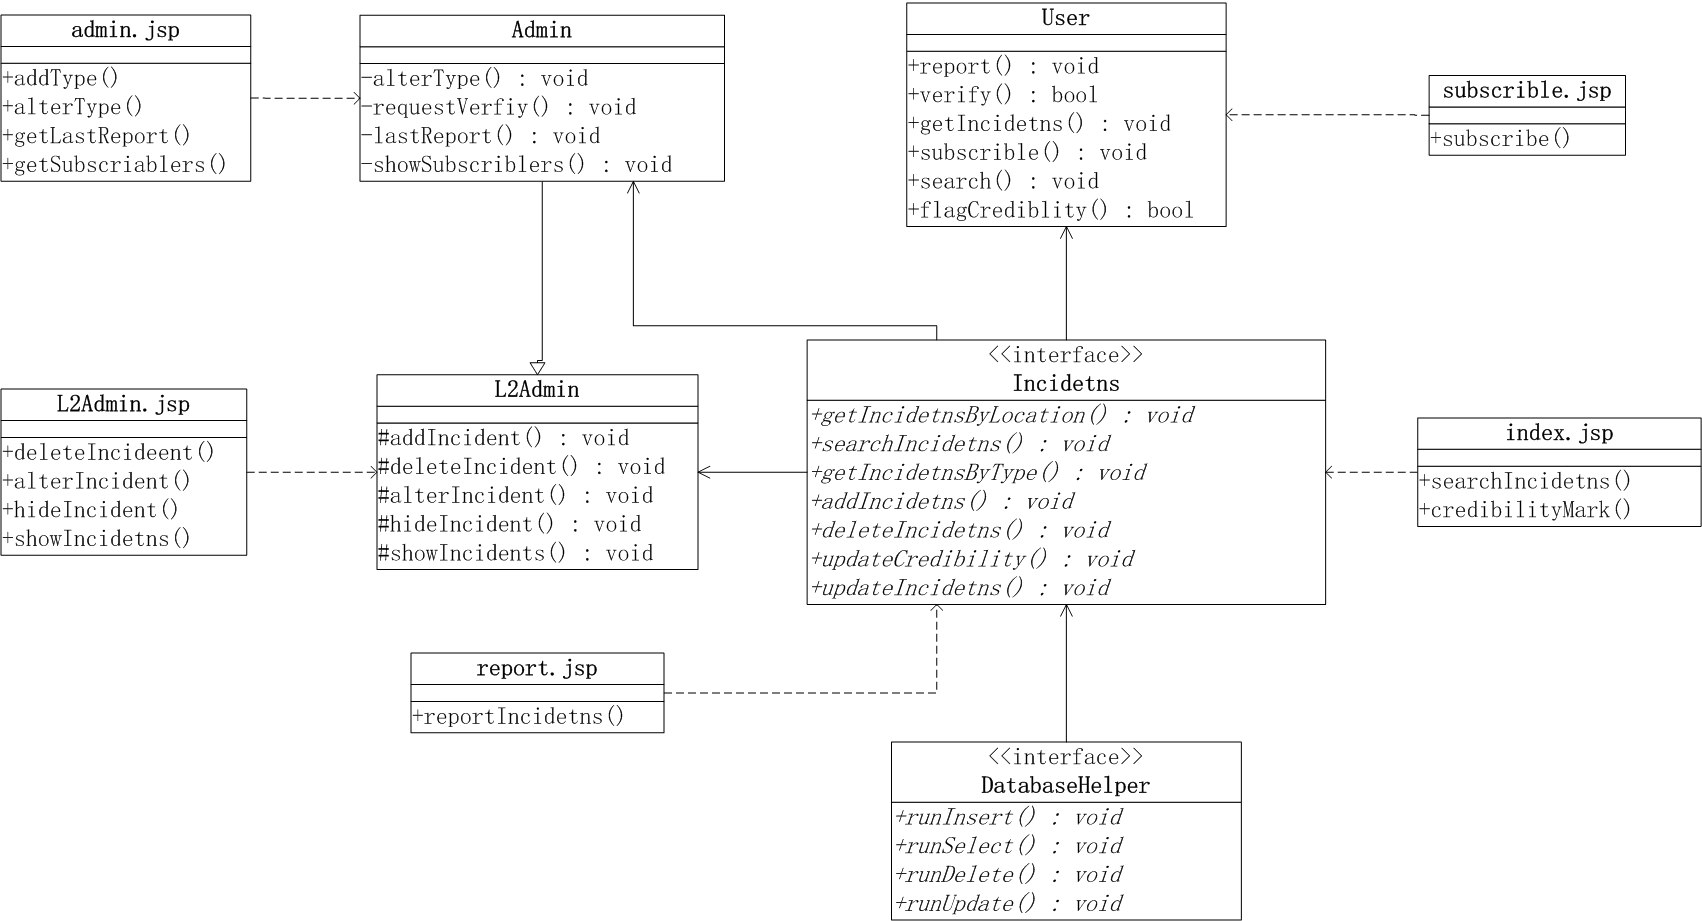 admin.jsp
+addType()
+alterType()
+getLastReport()
+getSubscriablers()
Admin
-alterType() : void
-requestVerfiy() : void
-lastReport() : void
-showSubscriblers() : void
User
+report() : void
+verify() : bool
+getIncidetns() : void
+subscrible() : void
+search() : void
+flagCrediblity() : bool
subscrible.jsp
+subscribe()
L2Admin.jsp
+deleteIncideent()
+alterIncident()
+hideIncident()
+showIncidetns()
L2Admin
#addIncident() : void
#deleteIncident() : void
#alterIncident() : void
#hideIncident() : void
#showIncidents() : void
<<interface>>
Incidetns
+getIncidetnsByLocation() : void
+searchIncidetns() : void
+getIncidetnsByType() : void
+addIncidetns() : void
+deleteIncidetns() : void
+updateCredibility() : void
+updateIncidetns() : void
index.jsp
+searchIncidetns()
+credibilityMark()
report.jsp
+reportIncidetns()
<<interface>>
DatabaseHelper
+runInsert() : void
+runSelect() : void
+runDelete() : void
+runUpdate() : void